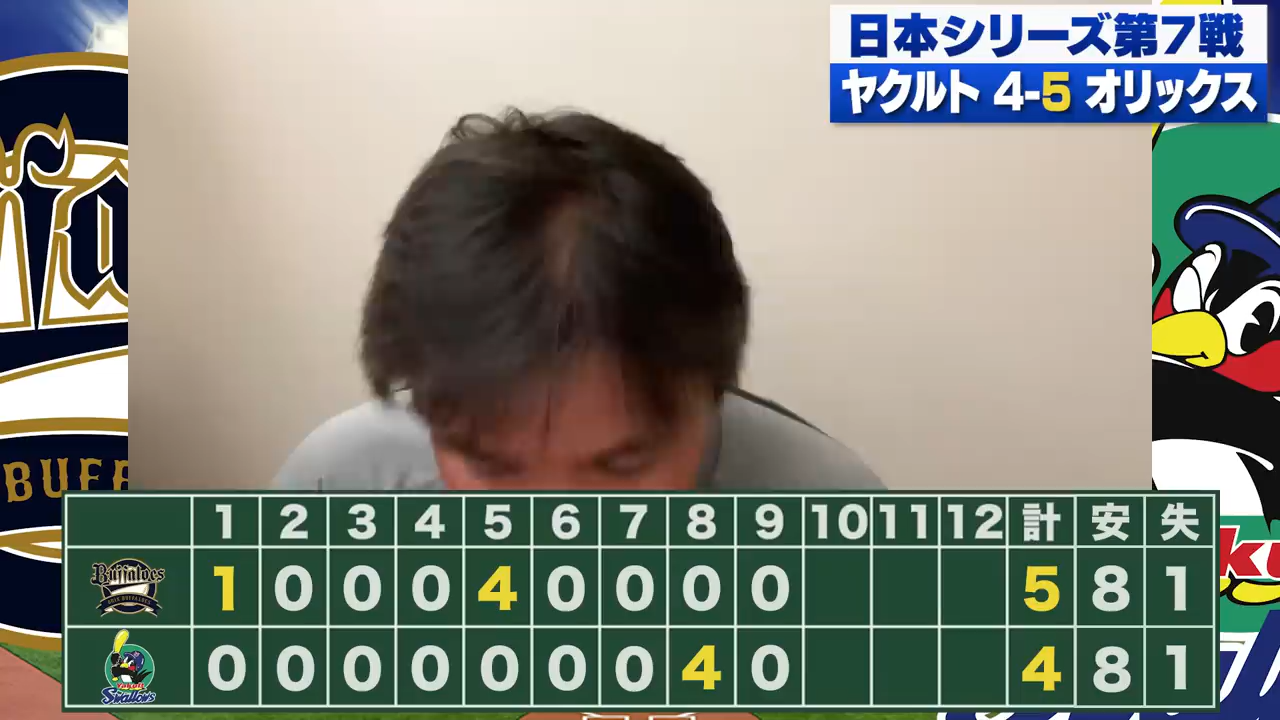 日本シリーズ第7戦
ヤクルト 4-5 オリックス
BUFF
1 2 3 4 5 6 7 8 9 10 11 12 計 安 失
Buffaloes 1 0 0 0 4 0 0 0 0 5 8 1
Swallows 0 0 0 0 0 0 0 4 0 4 8 1